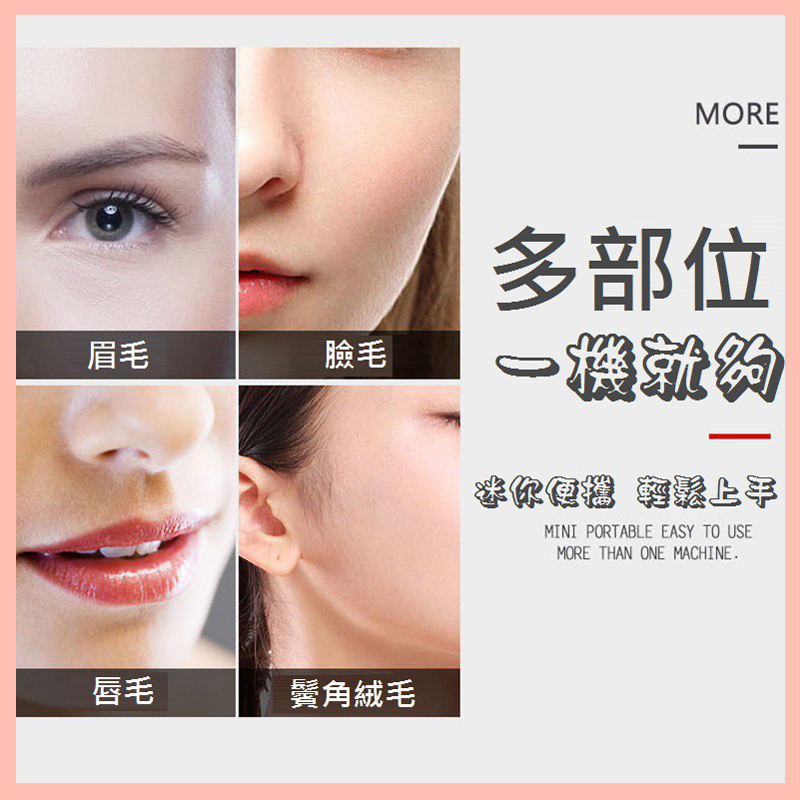 MORE
多部位
一機就夠
迷你便攜 輕鬆上手
MINI PORTABLE EASY TO USE
MORE THAN ONE MACHINE.
眉毛
臉毛
唇毛
鬢角絨毛